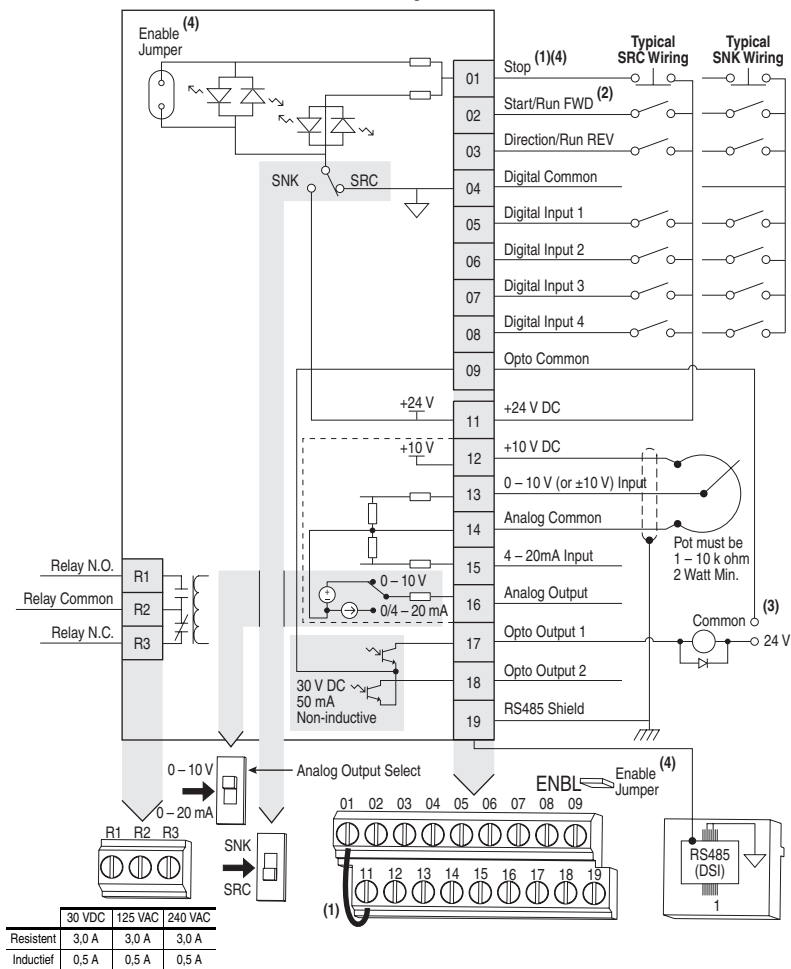 Enable (4)
Jumper
01 Stop (1)(4)
Typical SRC Wiring
Typical SNK Wiring
02 Start/Run FWD (2)
03 Direction/Run REV
SNK SRC
04 Digital Common
05 Digital Input 1
06 Digital Input 2
07 Digital Input 3
08 Digital Input 4
09 Opto Common
+24 V
11 +24 V DC
+10 V
12 +10 V DC
13 0 – 10 V (or ±10 V) Input
14 Analog Common
Pot must be
1 – 10 k ohm
2 Watt Min.
15 4 – 20mA Input
Relay N.O. R1
Relay Common R2
Relay N.C. R3
0 – 10 V
0/4 – 20 mA
16 Analog Output
Common (3)
24 V
17 Opto Output 1
18 Opto Output 2
30 V DC
50 mA
Non-inductive
19 RS485 Shield
0 – 10 V
Analog Output Select
0 – 20 mA
ENBL Enable (4)
Jumper
R1 R2 R3
SNK
SRC
01 02 03 04 05 06 07 08 09
11 12 13 14 15 16 17 18 19
(1)
RS485
(DSI)
1
30 VDC 125 VAC 240 VAC
Resistent 3,0 A 3,0 A 3,0 A
Inductief 0,5 A 0,5 A 0,5 A